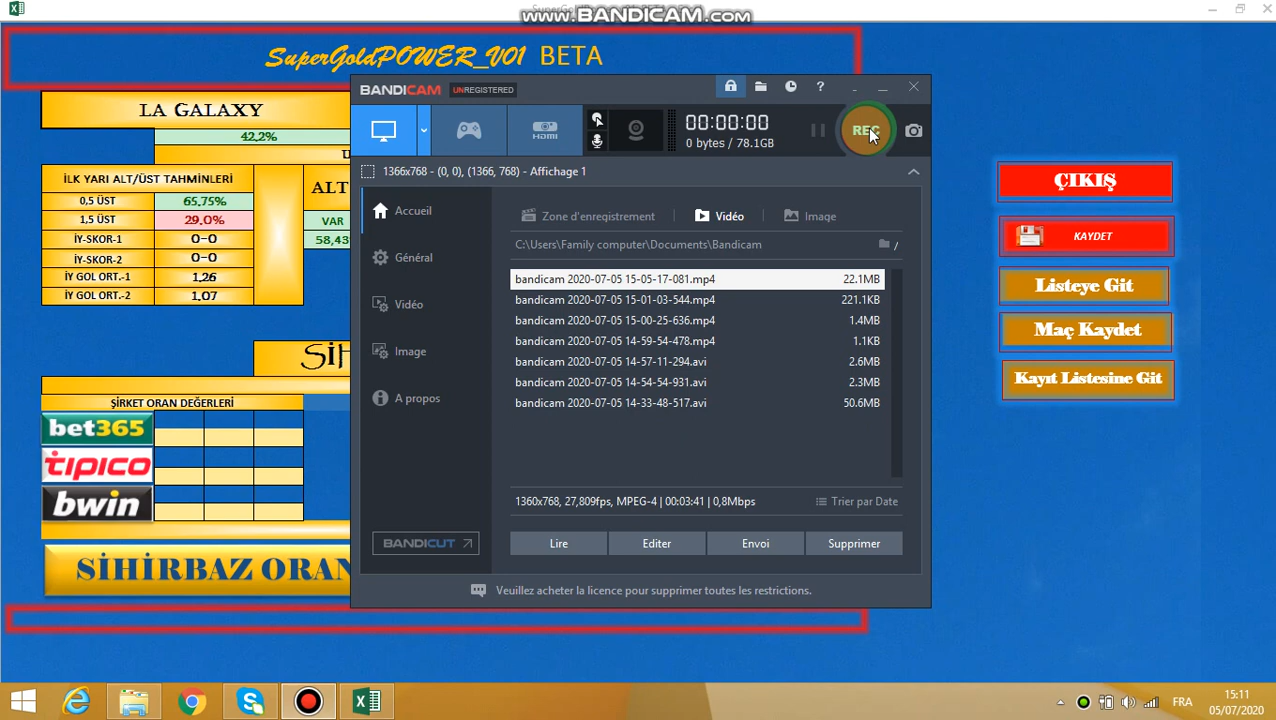 www.BANDICAM.com
SuperGoldPOWER_V01 BETA
LA GALAXY
42,2%
İLK YARI ALT/ÜST TAHMİNLERİ
ALT
0,5 ÜST 65,75%
1,5 ÜST 29,0%
VAR
İY-SKOR-1 0-0
58,43
İY-SKOR-2 0-0
İY GOL ORT.-1 1,26
İY GOL ORT.-2 1,07
ŞİRKET ORAN DEĞERLERİ
bet365
tipico
bwin
SİHİRBAZ ORAN
BANDICAM UNREGISTERED
?
HDMI
00:00:00
0 bytes / 78.1GB
REC
1366x768 - (0, 0), (1366, 768) - Affichage 1
Accueil
Général
Vidéo
Image
A propos
BANDICUT
Zone d'enregistrement
Vidéo
Image
C:\Users\Family computer\Documents\Bandicam
/
bandicam 2020-07-05 15-05-17-081.mp4 22.1MB
bandicam 2020-07-05 15-01-03-544.mp4 221.1KB
bandicam 2020-07-05 15-00-25-636.mp4 1.4MB
bandicam 2020-07-05 14-59-54-478.mp4 1.1KB
bandicam 2020-07-05 14-57-11-294.avi 2.6MB
bandicam 2020-07-05 14-54-54-931.avi 2.3MB
bandicam 2020-07-05 14-33-48-517.avi 50.6MB
1360x768, 27,809fps, MPEG-4 | 00:03:41 | 0,8Mbps
Trier par Date
Lire
Editer
Envoi
Supprimer
Veuillez acheter la licence pour supprimer toutes les restrictions.
ÇIKIŞ
KAYDET
Listeye Git
Maç Kaydet
Kayıt Listesine Git
FRA
15:11
05/07/2020